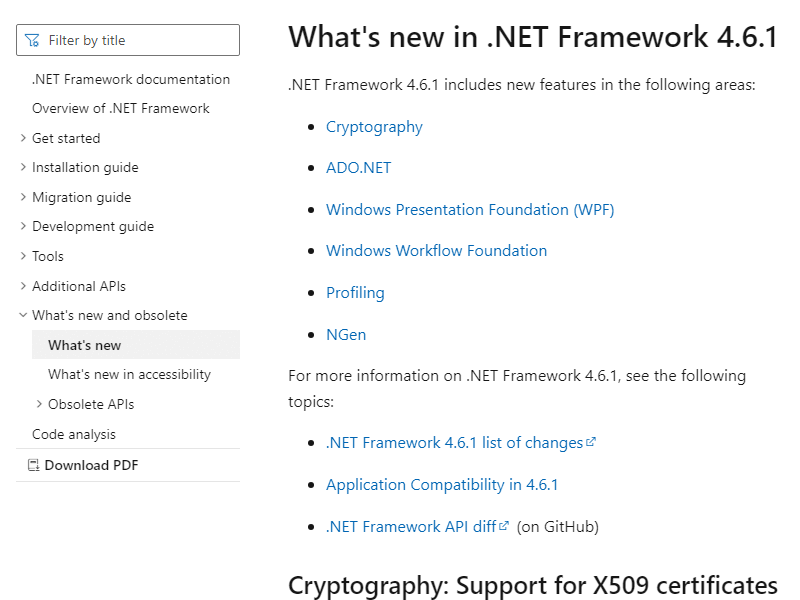 Filter by title
.NET Framework documentation
Overview of .NET Framework
Get started
Installation guide
Migration guide
Development guide
Tools
Additional APIs
What's new and obsolete
What's new
What's new in accessibility
Obsolete APIs
Code analysis
Download PDF
What's new in .NET Framework 4.6.1
.NET Framework 4.6.1 includes new features in the following areas:
Cryptography
ADO.NET
Windows Presentation Foundation (WPF)
Windows Workflow Foundation
Profiling
NGen
For more information on .NET Framework 4.6.1, see the following
topics:
.NET Framework 4.6.1 list of changes
Application Compatibility in 4.6.1
.NET Framework API diff (on GitHub)
Cryptography: Support for X509 certificates